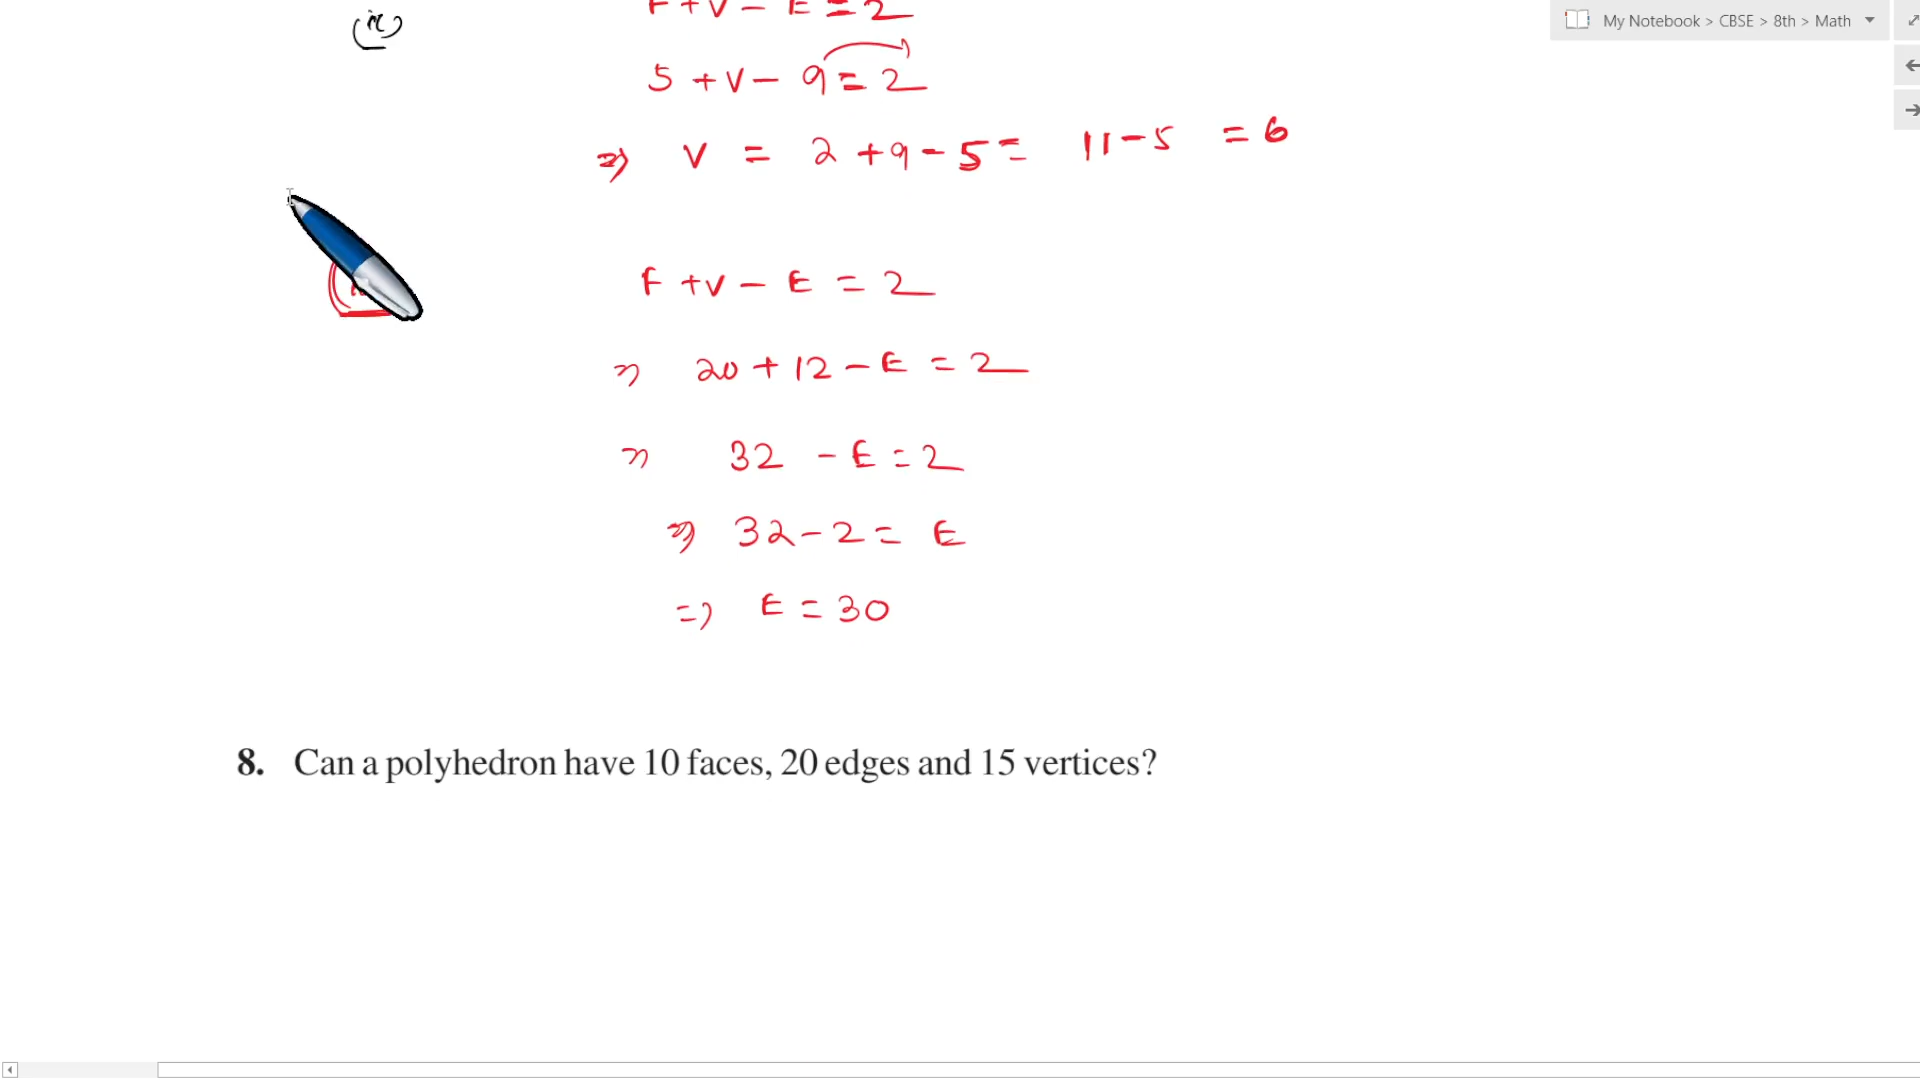 My Notebook > CBSE > 8th > Math
F + V - E = 2
5 + V - 9 = 2
⇒ V = 2 + 9 - 5 = 11 - 5 = 6
F + V - E = 2
⇒ 20 + 12 - E = 2
⇒ 32 - E = 2
⇒ 32 - 2 = E
⇒ E = 30
8. Can a polyhedron have 10 faces, 20 edges and 15 vertices?